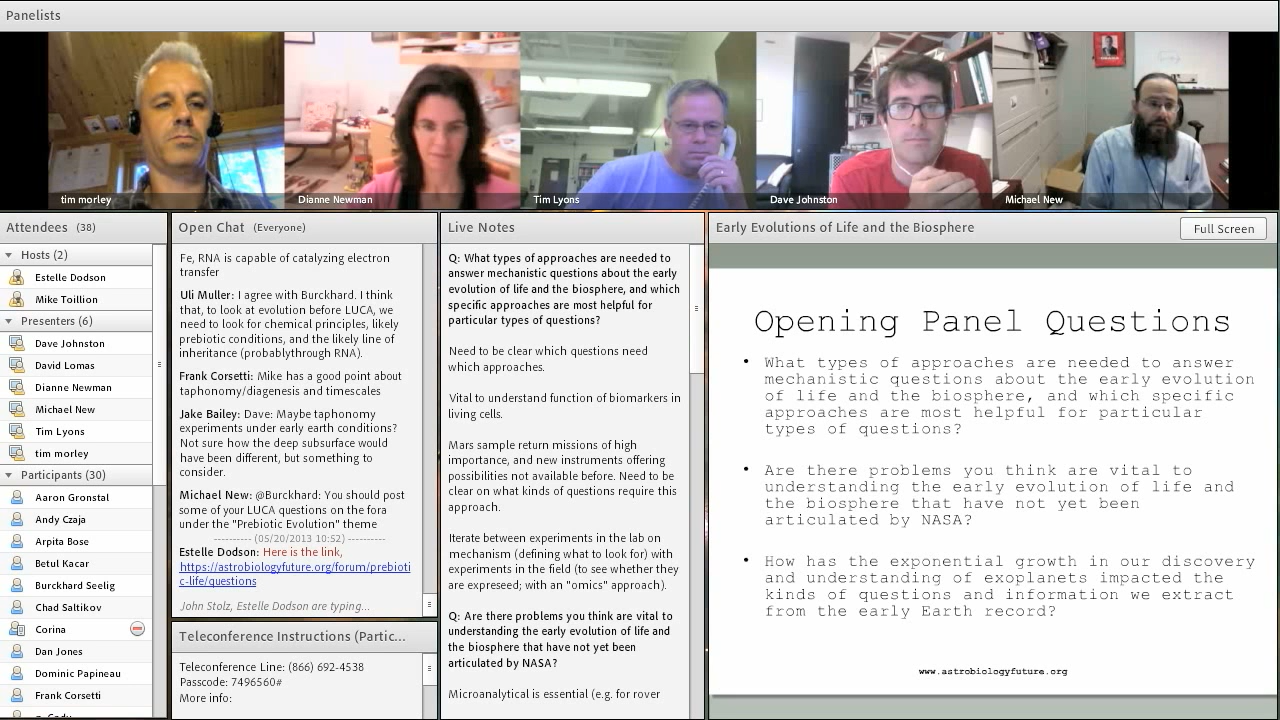 Panelists
tim morley
Dianne Newman
Tim Lyons
Dave Johnston
Michael New
Attendees (38)
Hosts (2)
Estelle Dodson
Mike Toillion
Presenters (6)
Dave Johnston
David Lomas
Dianne Newman
Michael New
Tim Lyons
tim morley
Participants (30)
Aaron Gronstal
Andy Czaja
Arpita Bose
Betul Kacar
Burckhard Seelig
Chad Saltikov
Corina
Dan Jones
Dominic Papineau
Frank Corsetti
Open Chat (Everyone)
Fe, RNA is capable of catalyzing electron
transfer
Uli Muller: I agree with Burckhard. I think
that, to look at evolution before LUCA, we
need to look for chemical principles, likely
prebiotic conditions, and the likely line of
inheritance (probablythrough RNA).
Frank Corsetti: Mike has a good point about
taphonomy/diagenesis and timescales
Jake Bailey: Dave: Maybe taphonomy
experiments under early earth conditions?
Not sure how the deep subsurface would
have been different, but something to
consider.
Michael New: @Burckhard: You should post
some of your LUCA questions on the fora
under the "Prebiotic Evolution" theme
---------- (05/20/2013 10:52) ----------
Estelle Dodson: Here is the link,
https://astrobiologyfuture.org/forum/prebioti
c-life/questions
John Stolz, Estelle Dodson are typing...
Teleconference Instructions (Partic...
Teleconference Line: (866) 692-4538
Passcode: 7496560#
More info:
Live Notes
Q: What types of approaches are needed to
answer mechanistic questions about the early
evolution of life and the biosphere, and which
specific approaches are most helpful for
particular types of questions?
Need to be clear which questions need
which approaches.
Vital to understand function of biomarkers in
living cells.
Mars sample return missions of high
importance, and new instruments offering
possibilities not available before. Need to be
clear on what kinds of questions require this
approach.
Iterate between experiments in the lab on
mechanism (defining what to look for) with
experiments in the field (to see whether they
are expreseed; with an "omics" approach).
Q: Are there problems you think are vital to
understanding the early evolution of life and
the biosphere that have not yet been
articulated by NASA?
Microanalytical is essential (e.g. for rover
Early Evolutions of Life and the Biosphere
Full Screen
Opening Panel Questions
• What types of approaches are needed to answer
mechanistic questions about the early evolution
of life and the biosphere, and which specific
approaches are most helpful for particular
types of questions?
• Are there problems you think are vital to
understanding the early evolution of life and
the biosphere that have not yet been
articulated by NASA?
• How has the exponential growth in our discovery
and understanding of exoplanets impacted the
kinds of questions and information we extract
from the early Earth record?
www.astrobiologyfuture.org